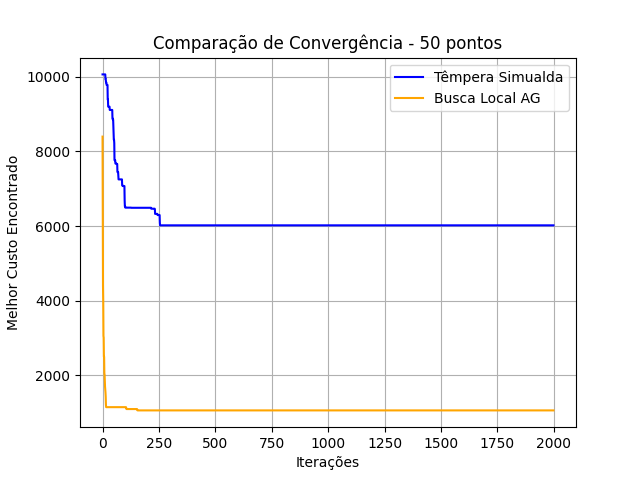 Comparação de Convergência - 50 pontos
Têmpera Simualda
Busca Local AG
Melhor Custo Encontrado
10000
8000
6000
4000
2000
0 250 500 750 1000 1250 1500 1750 2000
Iterações